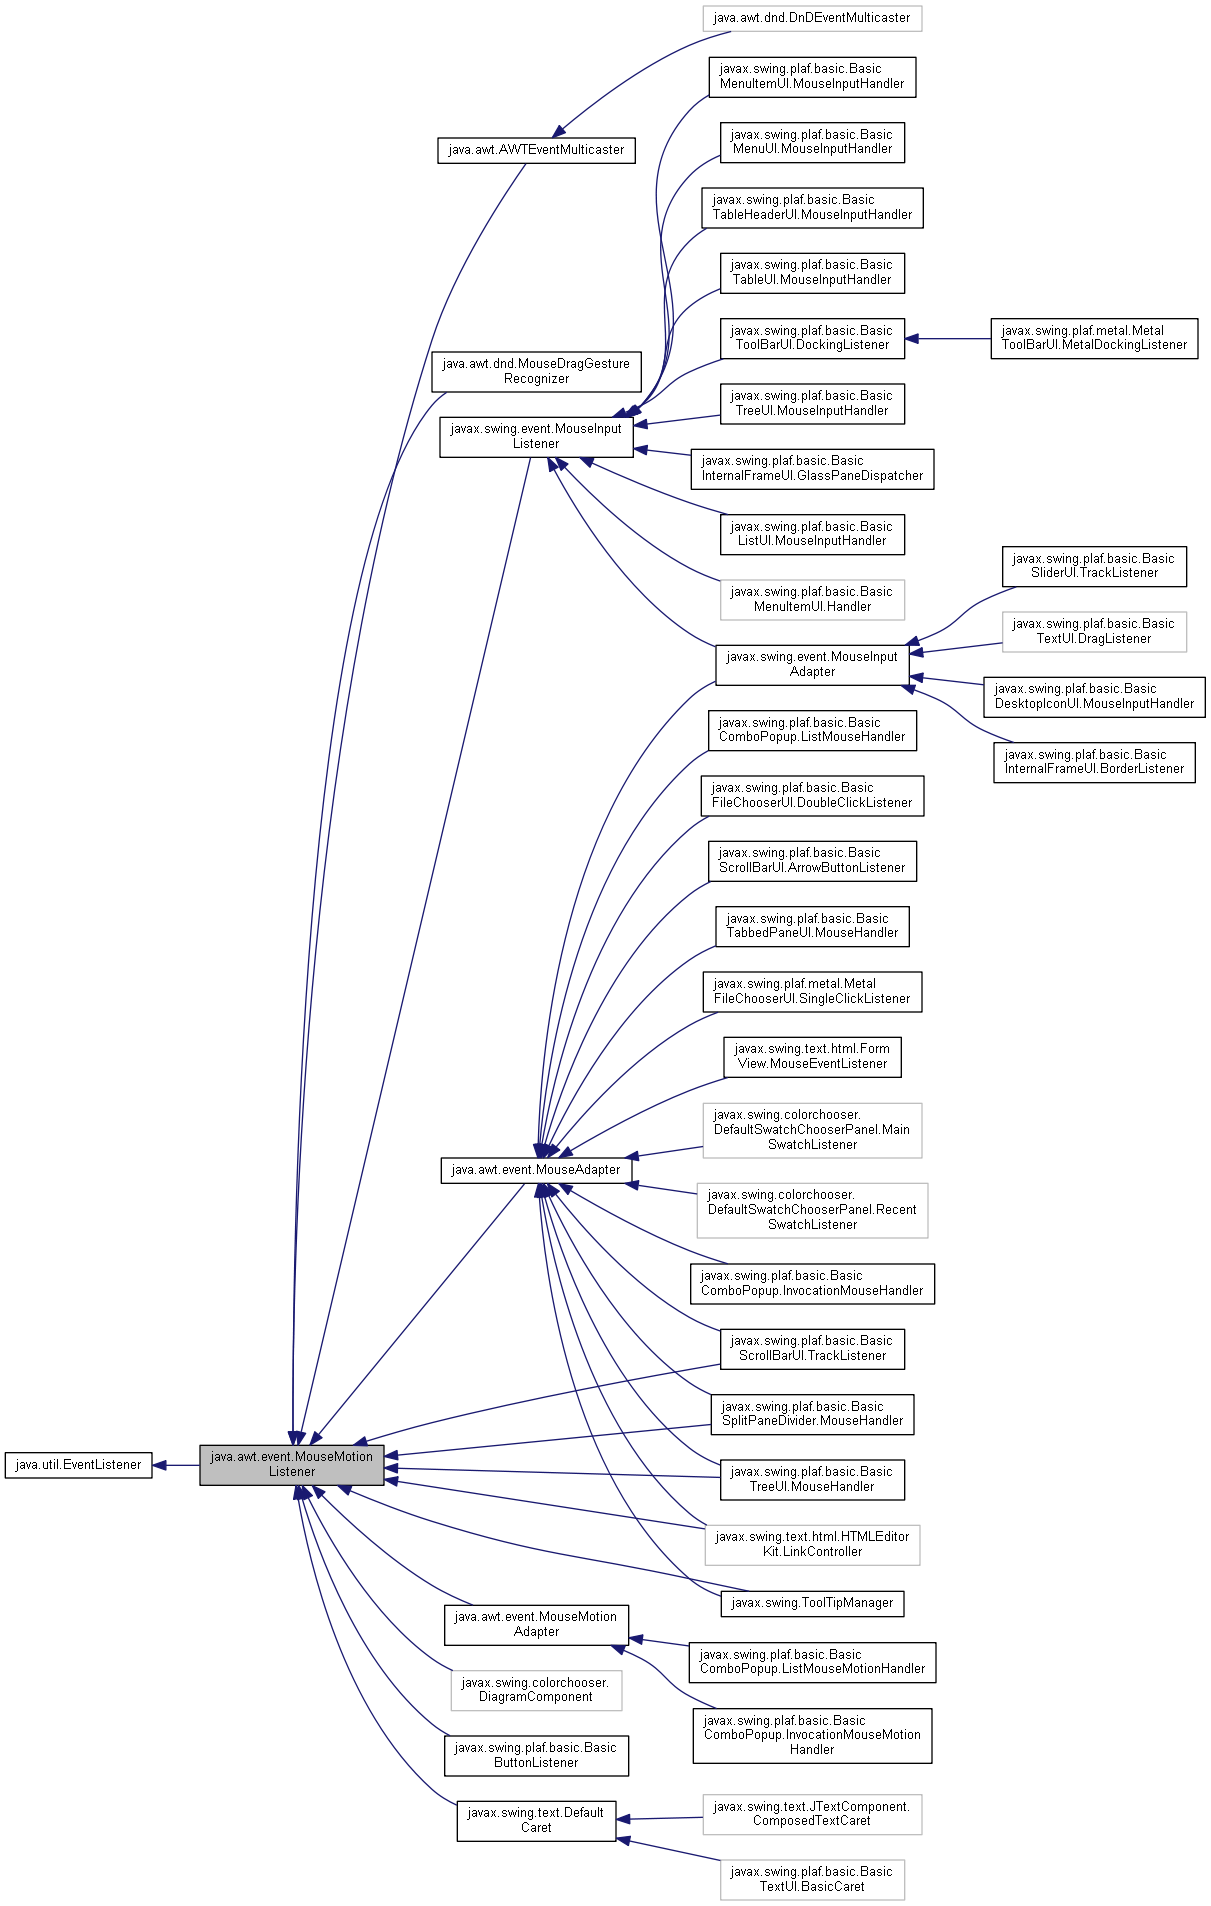 java.awt.dnd.DnDEventMulticaster
javax.swing.plaf.basic.Basic
MenuItemUI.MouseInputHandler
javax.swing.plaf.basic.Basic
MenuUI.MouseInputHandler
java.awt.AWTEventMulticaster
javax.swing.plaf.basic.Basic
TableHeaderUI.MouseInputHandler
javax.swing.plaf.basic.Basic
TableUI.MouseInputHandler
javax.swing.plaf.basic.Basic
ToolBarUI.DockingListener
javax.swing.plaf.metal.Metal
ToolBarUI.MetalDockingListener
java.awt.dnd.MouseDragGesture
Recognizer
javax.swing.plaf.basic.Basic
TreeUI.MouseInputHandler
javax.swing.event.MouseInput
Listener
javax.swing.plaf.basic.Basic
InternalFrameUI.GlassPaneDispatcher
javax.swing.plaf.basic.Basic
ListUI.MouseInputHandler
javax.swing.plaf.basic.Basic
MenuItemUI.Handler
javax.swing.plaf.basic.Basic
SliderUI.TrackListener
javax.swing.plaf.basic.Basic
TextUI.DragListener
javax.swing.event.MouseInput
Adapter
javax.swing.plaf.basic.Basic
DesktopIconUI.MouseInputHandler
javax.swing.plaf.basic.Basic
InternalFrameUI.BorderListener
javax.swing.plaf.basic.Basic
ComboPopup.ListMouseHandler
javax.swing.plaf.basic.Basic
FileChooserUI.DoubleClickListener
javax.swing.plaf.basic.Basic
ScrollBarUI.ArrowButtonListener
javax.swing.plaf.basic.Basic
TabbedPaneUI.MouseHandler
javax.swing.plaf.metal.Metal
FileChooserUI.SingleClickListener
javax.swing.text.html.Form
View.MouseEventListener
javax.swing.colorchooser.
DefaultSwatchChooserPanel.Main
SwatchListener
java.awt.event.MouseAdapter
javax.swing.colorchooser.
DefaultSwatchChooserPanel.Recent
SwatchListener
javax.swing.plaf.basic.Basic
ComboPopup.InvocationMouseHandler
javax.swing.plaf.basic.Basic
ScrollBarUI.TrackListener
javax.swing.plaf.basic.Basic
SplitPaneDivider.MouseHandler
java.util.EventListener
java.awt.event.MouseMotion
Listener
javax.swing.plaf.basic.Basic
TreeUI.MouseHandler
javax.swing.text.html.HTMLEditor
Kit.LinkController
javax.swing.ToolTipManager
java.awt.event.MouseMotion
Adapter
javax.swing.plaf.basic.Basic
ComboPopup.ListMouseMotionHandler
javax.swing.colorchooser.
DiagramComponent
javax.swing.plaf.basic.Basic
ComboPopup.InvocationMouseMotion
Handler
javax.swing.plaf.basic.Basic
ButtonListener
javax.swing.text.Default
Caret
javax.swing.text.JTextComponent.
ComposedTextCaret
javax.swing.plaf.basic.Basic
TextUI.BasicCaret